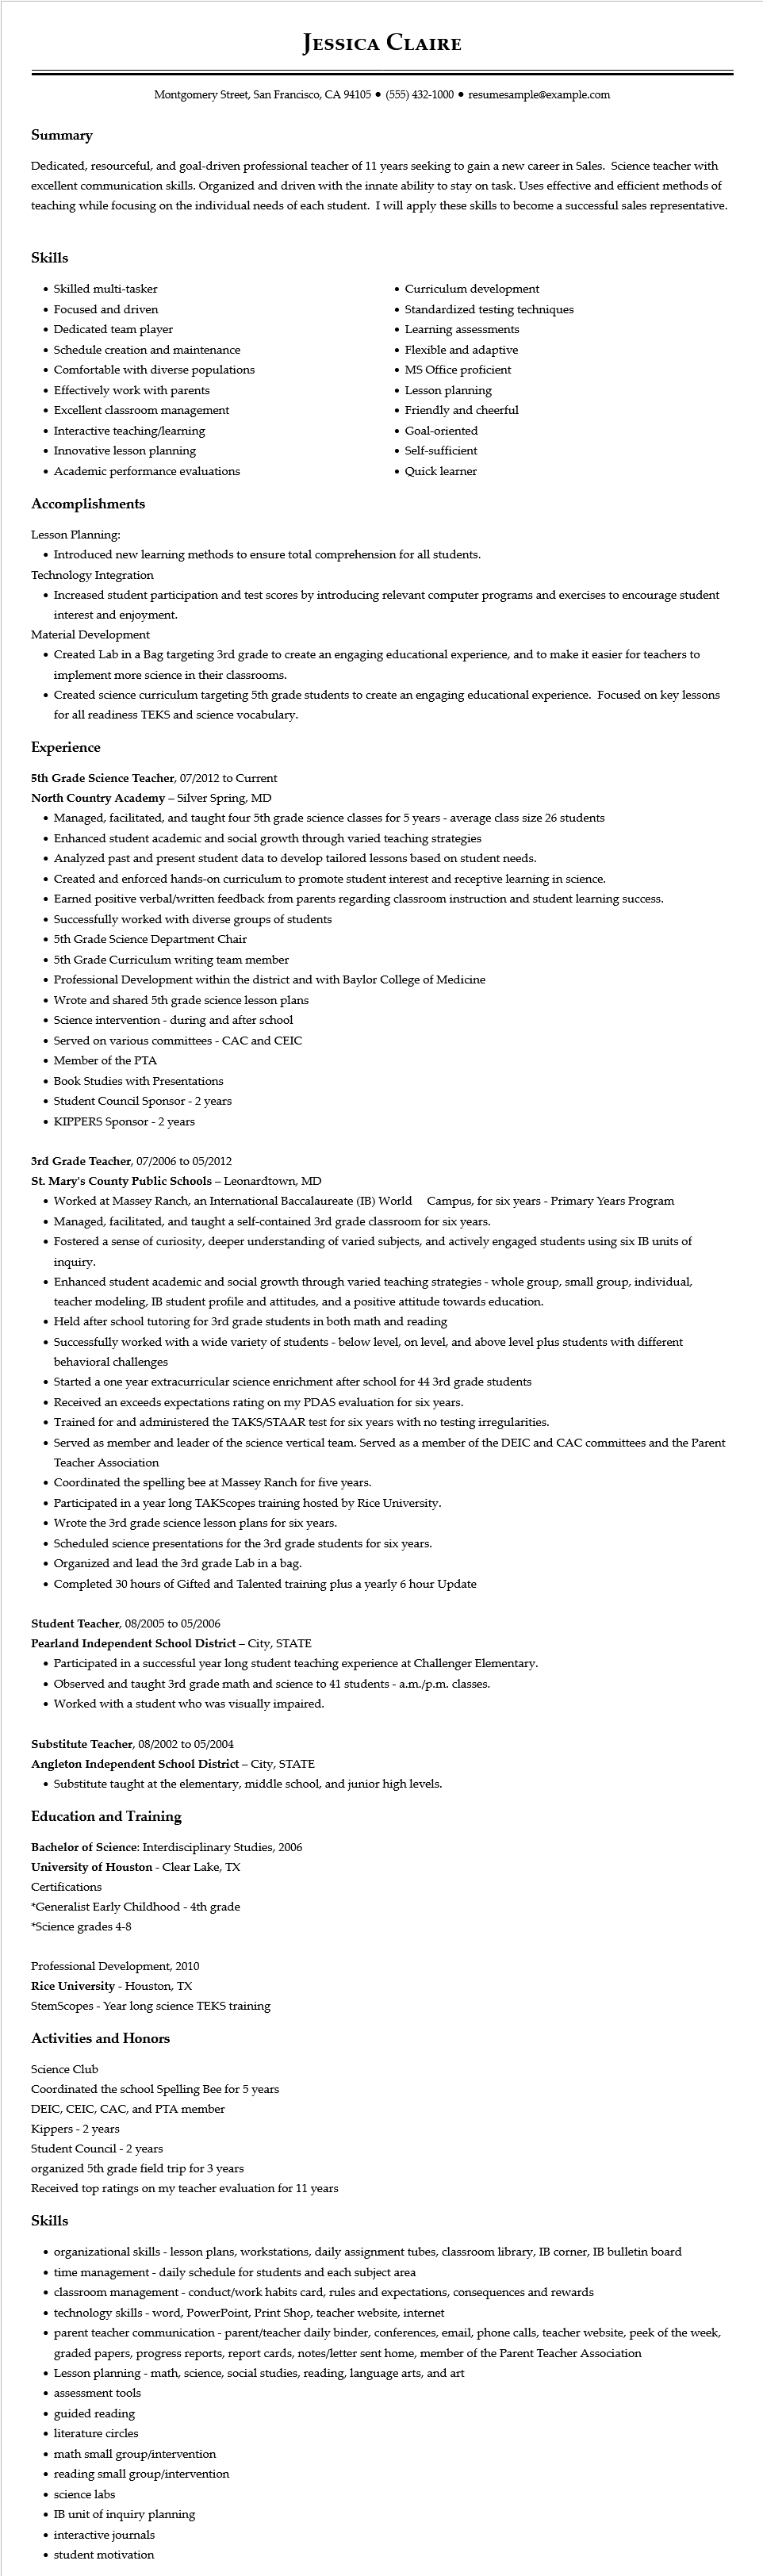 Jessica Claire
Montgomery Street, San Francisco, CA 94105 ● (555) 432-1000 ● resumesample@example.com
Summary
Dedicated, resourceful, and goal-driven professional teacher of 11 years seeking to gain a new career in Sales.  Science teacher with
excellent communication skills. Organized and driven with the innate ability to stay on task. Uses effective and efficient methods of
teaching while focusing on the individual needs of each student.  I will apply these skills to become a successful sales representative.
Skills
• Skilled multi-tasker
• Focused and driven
• Dedicated team player
• Schedule creation and maintenance
• Comfortable with diverse populations
• Effectively work with parents
• Excellent classroom management
• Interactive teaching/learning
• Innovative lesson planning
• Academic performance evaluations
• Curriculum development
• Standardized testing techniques
• Learning assessments
• Flexible and adaptive
• MS Office proficient
• Lesson planning
• Friendly and cheerful
• Goal-oriented
• Self-sufficient
• Quick learner
Accomplishments
Lesson Planning:
• Introduced new learning methods to ensure total comprehension for all students.
Technology Integration
• Increased student participation and test scores by introducing relevant computer programs and exercises to encourage student
interest and enjoyment.
Material Development
• Created Lab in a Bag targeting 3rd grade to create an engaging educational experience, and to make it easier for teachers to
implement more science in their classrooms.
• Created science curriculum targeting 5th grade students to create an engaging educational experience.  Focused on key lessons
for all readiness TEKS and science vocabulary.
Experience
5th Grade Science Teacher, 07/2012 to Current
North Country Academy – Silver Spring, MD
• Managed, facilitated, and taught four 5th grade science classes for 5 years - average class size 26 students
• Enhanced student academic and social growth through varied teaching strategies
• Analyzed past and present student data to develop tailored lessons based on student needs.
• Created and enforced hands-on curriculum to promote student interest and receptive learning in science.
• Earned positive verbal/written feedback from parents regarding classroom instruction and student learning success.
• Successfully worked with diverse groups of students
• 5th Grade Science Department Chair
• 5th Grade Curriculum writing team member
• Professional Development within the district and with Baylor College of Medicine
• Wrote and shared 5th grade science lesson plans
• Science intervention - during and after school
• Served on various committees - CAC and CEIC
• Member of the PTA
• Book Studies with Presentations
• Student Council Sponsor - 2 years
• KIPPERS Sponsor - 2 years
3rd Grade Teacher, 07/2006 to 05/2012
St. Mary's County Public Schools – Leonardtown, MD
• Worked at Massey Ranch, an International Baccalaureate (IB) World    Campus, for six years - Primary Years Program
• Managed, facilitated, and taught a self-contained 3rd grade classroom for six years.
• Fostered a sense of curiosity, deeper understanding of varied subjects, and actively engaged students using six IB units of
inquiry.
• Enhanced student academic and social growth through varied teaching strategies - whole group, small group, individual,
teacher modeling, IB student profile and attitudes, and a positive attitude towards education.
• Held after school tutoring for 3rd grade students in both math and reading
• Successfully worked with a wide variety of students - below level, on level, and above level plus students with different
behavioral challenges
• Started a one year extracurricular science enrichment after school for 44 3rd grade students
• Received an exceeds expectations rating on my PDAS evaluation for six years.
• Trained for and administered the TAKS/STAAR test for six years with no testing irregularities.
• Served as member and leader of the science vertical team. Served as a member of the DEIC and CAC committees and the Parent
Teacher Association
• Coordinated the spelling bee at Massey Ranch for five years.
• Participated in a year long TAKScopes training hosted by Rice University.
• Wrote the 3rd grade science lesson plans for six years.
• Scheduled science presentations for the 3rd grade students for six years.
• Organized and lead the 3rd grade Lab in a bag.
• Completed 30 hours of Gifted and Talented training plus a yearly 6 hour Update
Student Teacher, 08/2005 to 05/2006
Pearland Independent School District – City, STATE
• Participated in a successful year long student teaching experience at Challenger Elementary.
• Observed and taught 3rd grade math and science to 41 students - a.m./p.m. classes.
• Worked with a student who was visually impaired.
Substitute Teacher, 08/2002 to 05/2004
Angleton Independent School District – City, STATE
• Substitute taught at the elementary, middle school, and junior high levels.
Education and Training
Bachelor of Science: Interdisciplinary Studies, 2006
University of Houston - Clear Lake, TX
Certifications
*Generalist Early Childhood - 4th grade
*Science grades 4-8
Professional Development, 2010
Rice University - Houston, TX
StemScopes - Year long science TEKS training
Activities and Honors
Science Club
Coordinated the school Spelling Bee for 5 years
DEIC, CEIC, CAC, and PTA member
Kippers - 2 years
Student Council - 2 years
organized 5th grade field trip for 3 years
Received top ratings on my teacher evaluation for 11 years
Skills
• organizational skills - lesson plans, workstations, daily assignment tubes, classroom library, IB corner, IB bulletin board
• time management - daily schedule for students and each subject area
• classroom management - conduct/work habits card, rules and expectations, consequences and rewards
• technology skills - word, PowerPoint, Print Shop, teacher website, internet
• parent teacher communication - parent/teacher daily binder, conferences, email, phone calls, teacher website, peek of the week,
graded papers, progress reports, report cards, notes/letter sent home, member of the Parent Teacher Association
• Lesson planning - math, science, social studies, reading, language arts, and art
• assessment tools
• guided reading
• literature circles
• math small group/intervention
• reading small group/intervention
• science labs
• IB unit of inquiry planning
• interactive journals
• student motivation